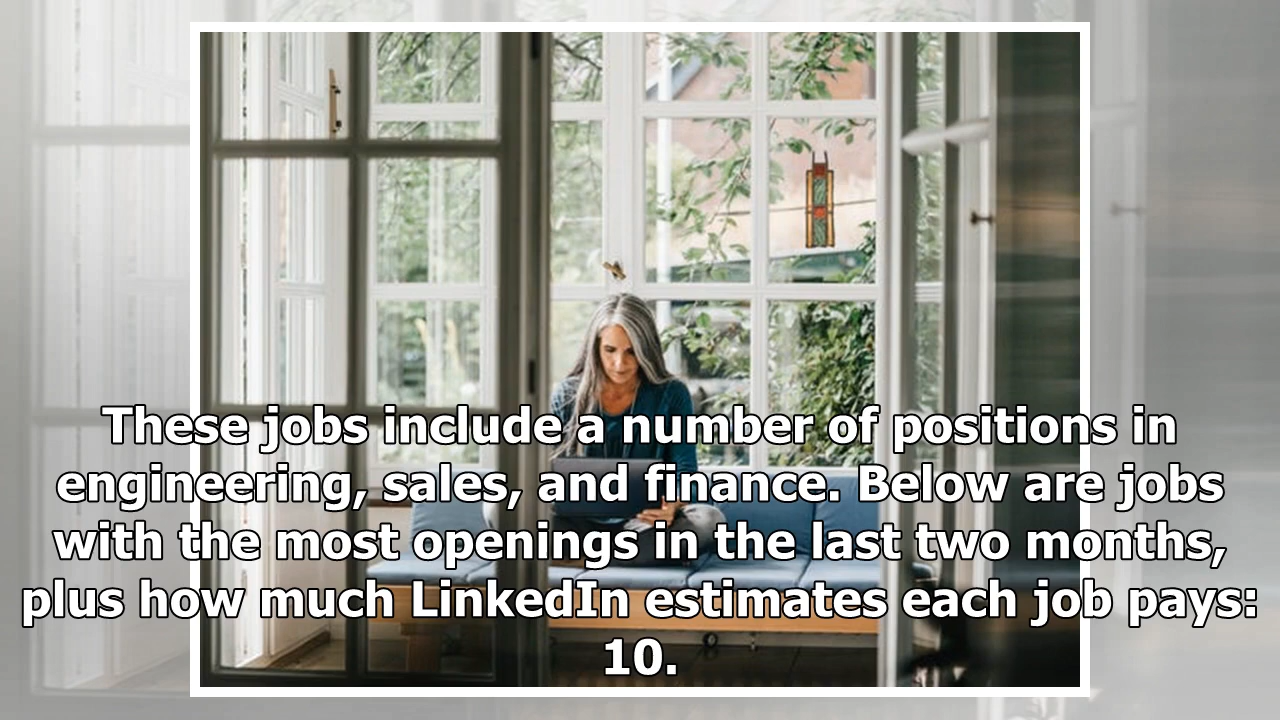 These jobs include a number of positions in
engineering, sales, and finance. Below are jobs
with the most openings in the last two months,
plus how much LinkedIn estimates each job pays:
10.